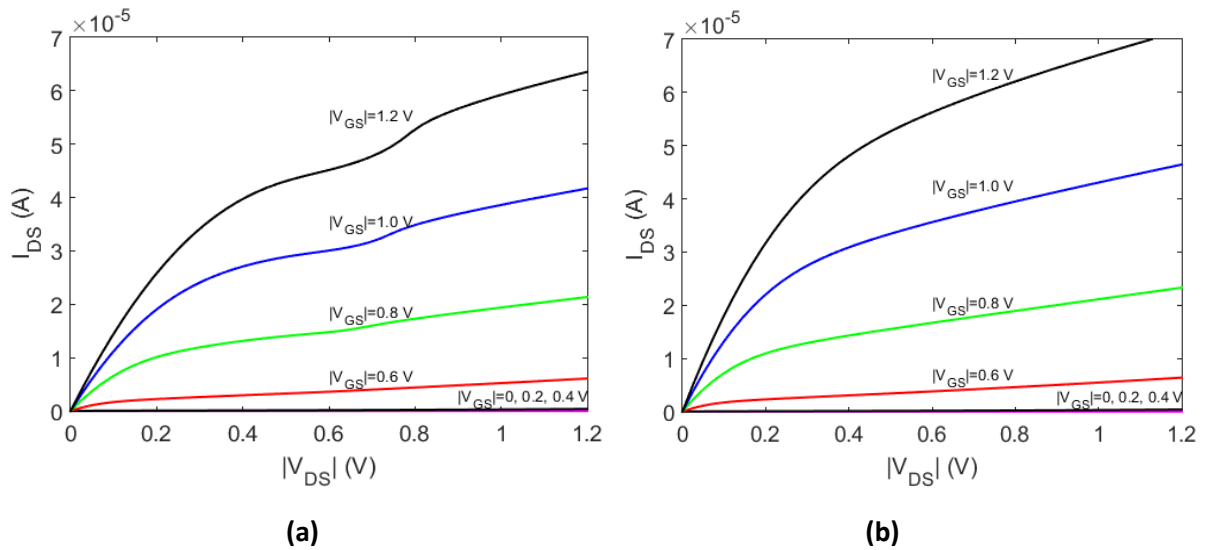 ×10⁻⁵
7
6
5
4
3
2
1
0
I_DS (A)
|V_GS|=1.2 V
|V_GS|=1.0 V
|V_GS|=0.8 V
|V_GS|=0.6 V
|V_GS|=0, 0.2, 0.4 V
0 0.2 0.4 0.6 0.8 1 1.2
|V_DS| (V)
(a)
×10⁻⁵
7
6
5
4
3
2
1
0
I_DS (A)
|V_GS|=1.2 V
|V_GS|=1.0 V
|V_GS|=0.8 V
|V_GS|=0.6 V
|V_GS|=0, 0.2, 0.4 V
0 0.2 0.4 0.6 0.8 1 1.2
|V_DS| (V)
(b)